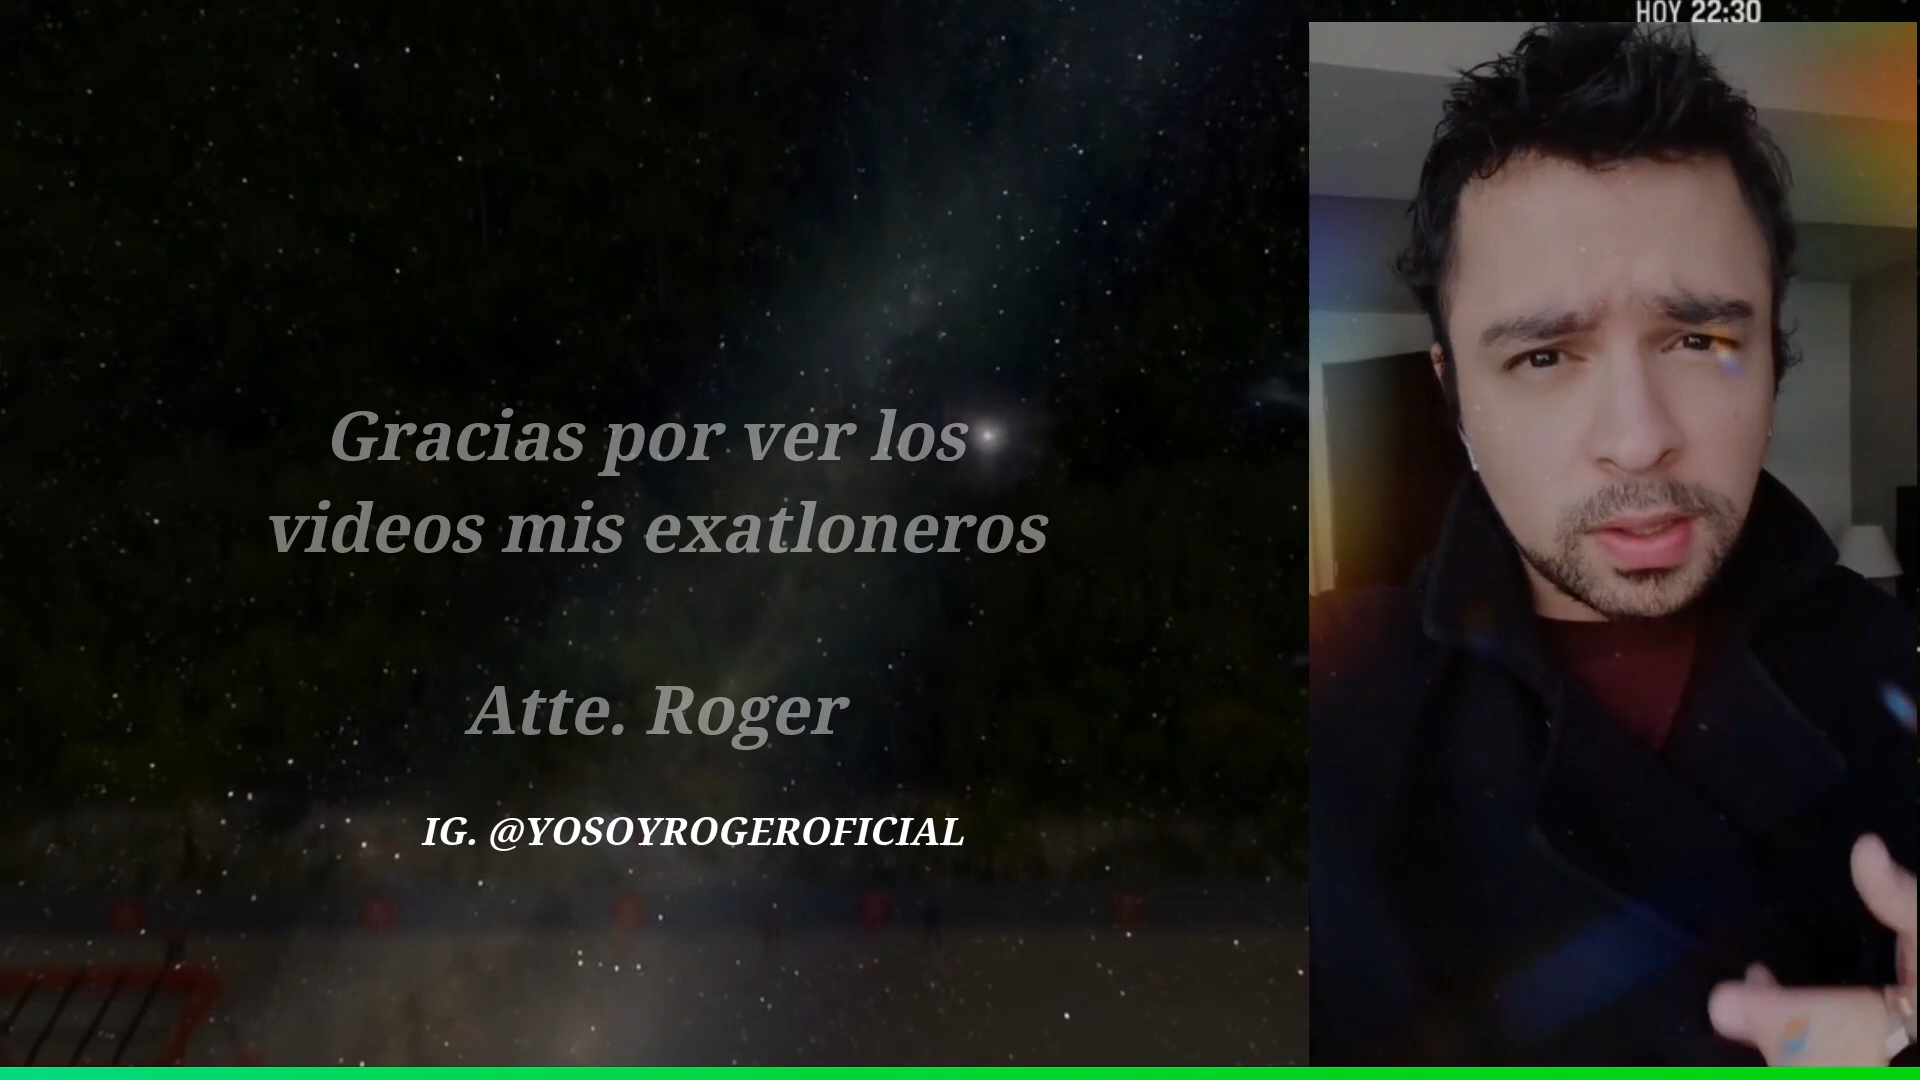 HOY 22:30
Gracias por ver los
videos mis exatloneros
Atte. Roger
IG. @YOSOYROGEROFICIAL